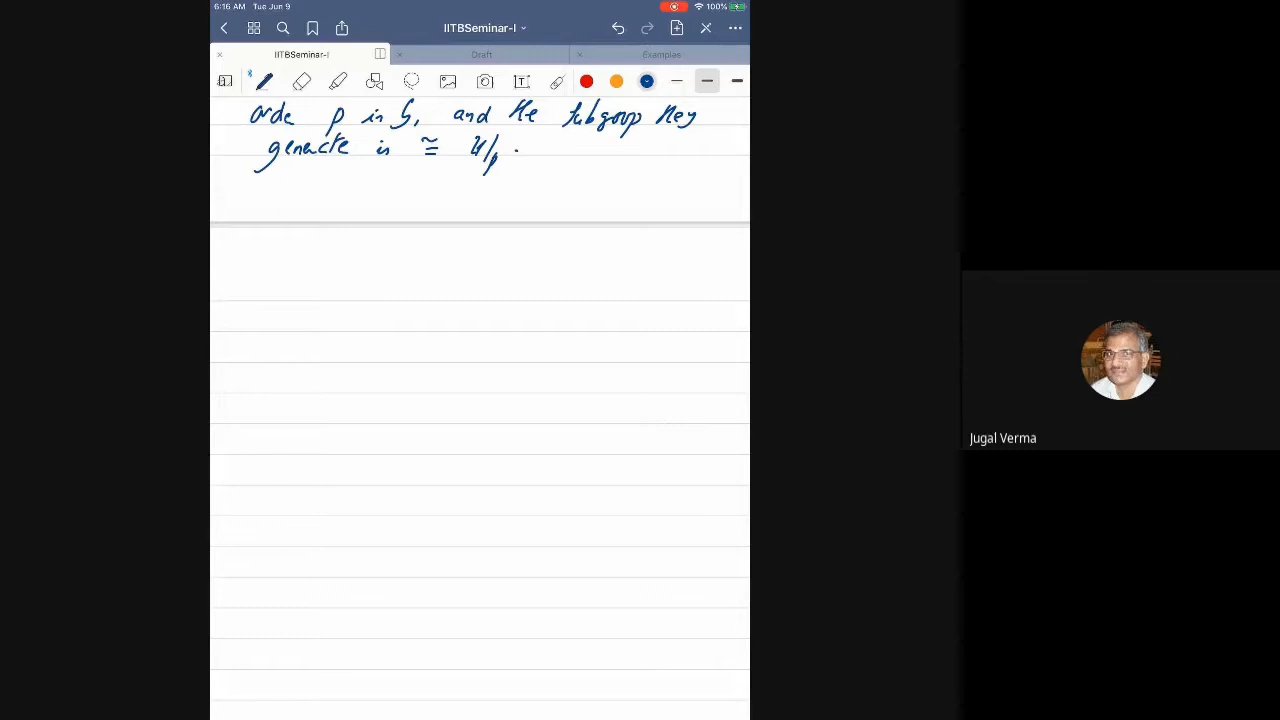 6:16 AM Tue Jun 9
100%
IITBSeminar-I
IITBSeminar-I
Draft
Examples
orde p in G, and the subgroup they
generate is ≅ ℤ/p .
Jugal Verma